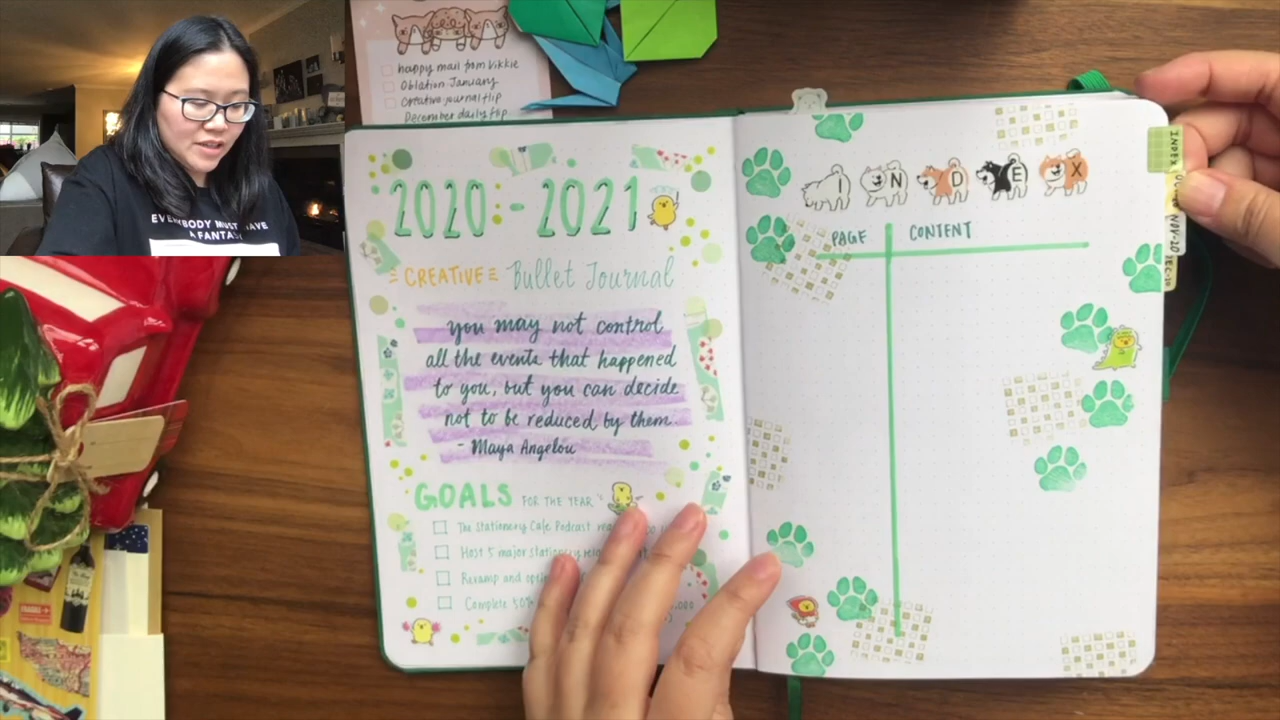 EVERYBODY MUST HAVE
A FANTASY
happy mail from Vikkie
Oblation January
Creative journal flip
December daily flip
2020 - 2021
CREATIVE Bullet Journal
you may not control
all the events that happened
to you, but you can decide
not to be reduced by them.
- Maya Angelou
GOALS FOR THE YEAR
The Stationery Cafe Podcast
Host 5 major stationery
Revamp and
Complete 50%
INDEX
PAGE CONTENT
INDEX
NOV-20
DEC-20
FRAGILE